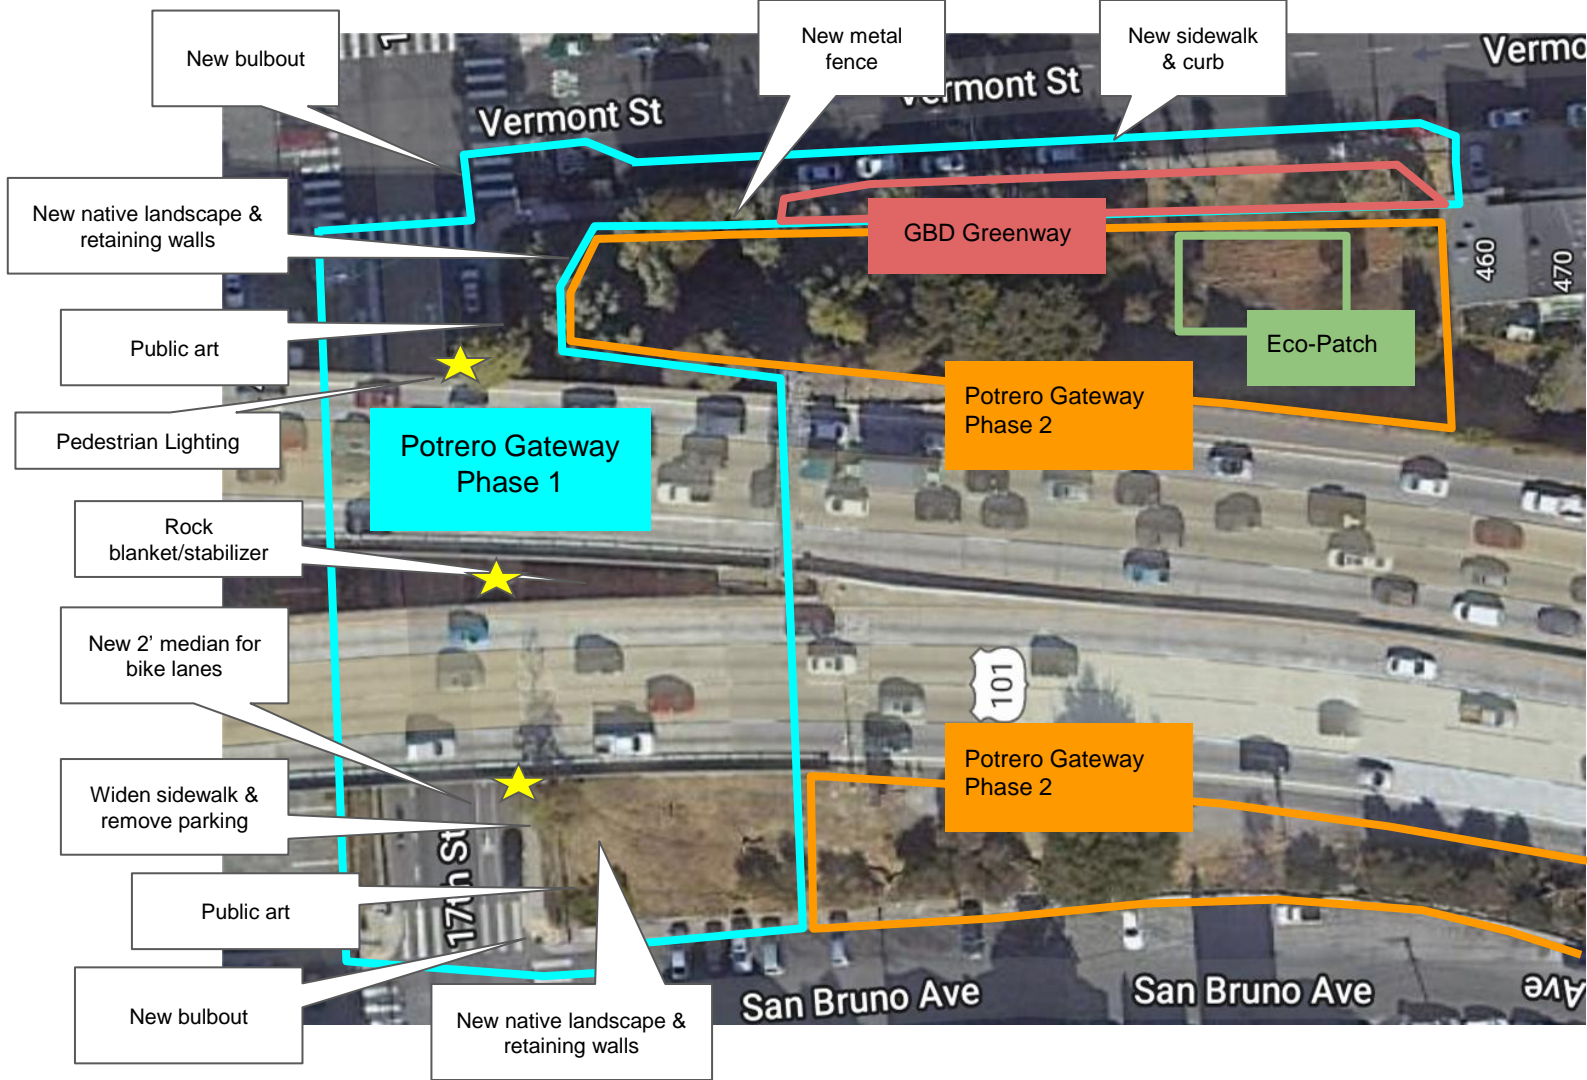 New bulbout
New metal
fence
New sidewalk
& curb
Vermo
STOP
Vermont St
Vermont St
New native landscape &
retaining walls
GBD Greenway
460
470
Public art
Eco-Patch
Potrero Gateway
Phase 2
Pedestrian Lighting
Potrero Gateway
Phase 1
Rock
blanket/stabilizer
New 2’ median for
bike lanes
101
Potrero Gateway
Phase 2
Widen sidewalk &
remove parking
17th St
Public art
New bulbout
New native landscape &
retaining walls
San Bruno Ave
San Bruno Ave
Ave